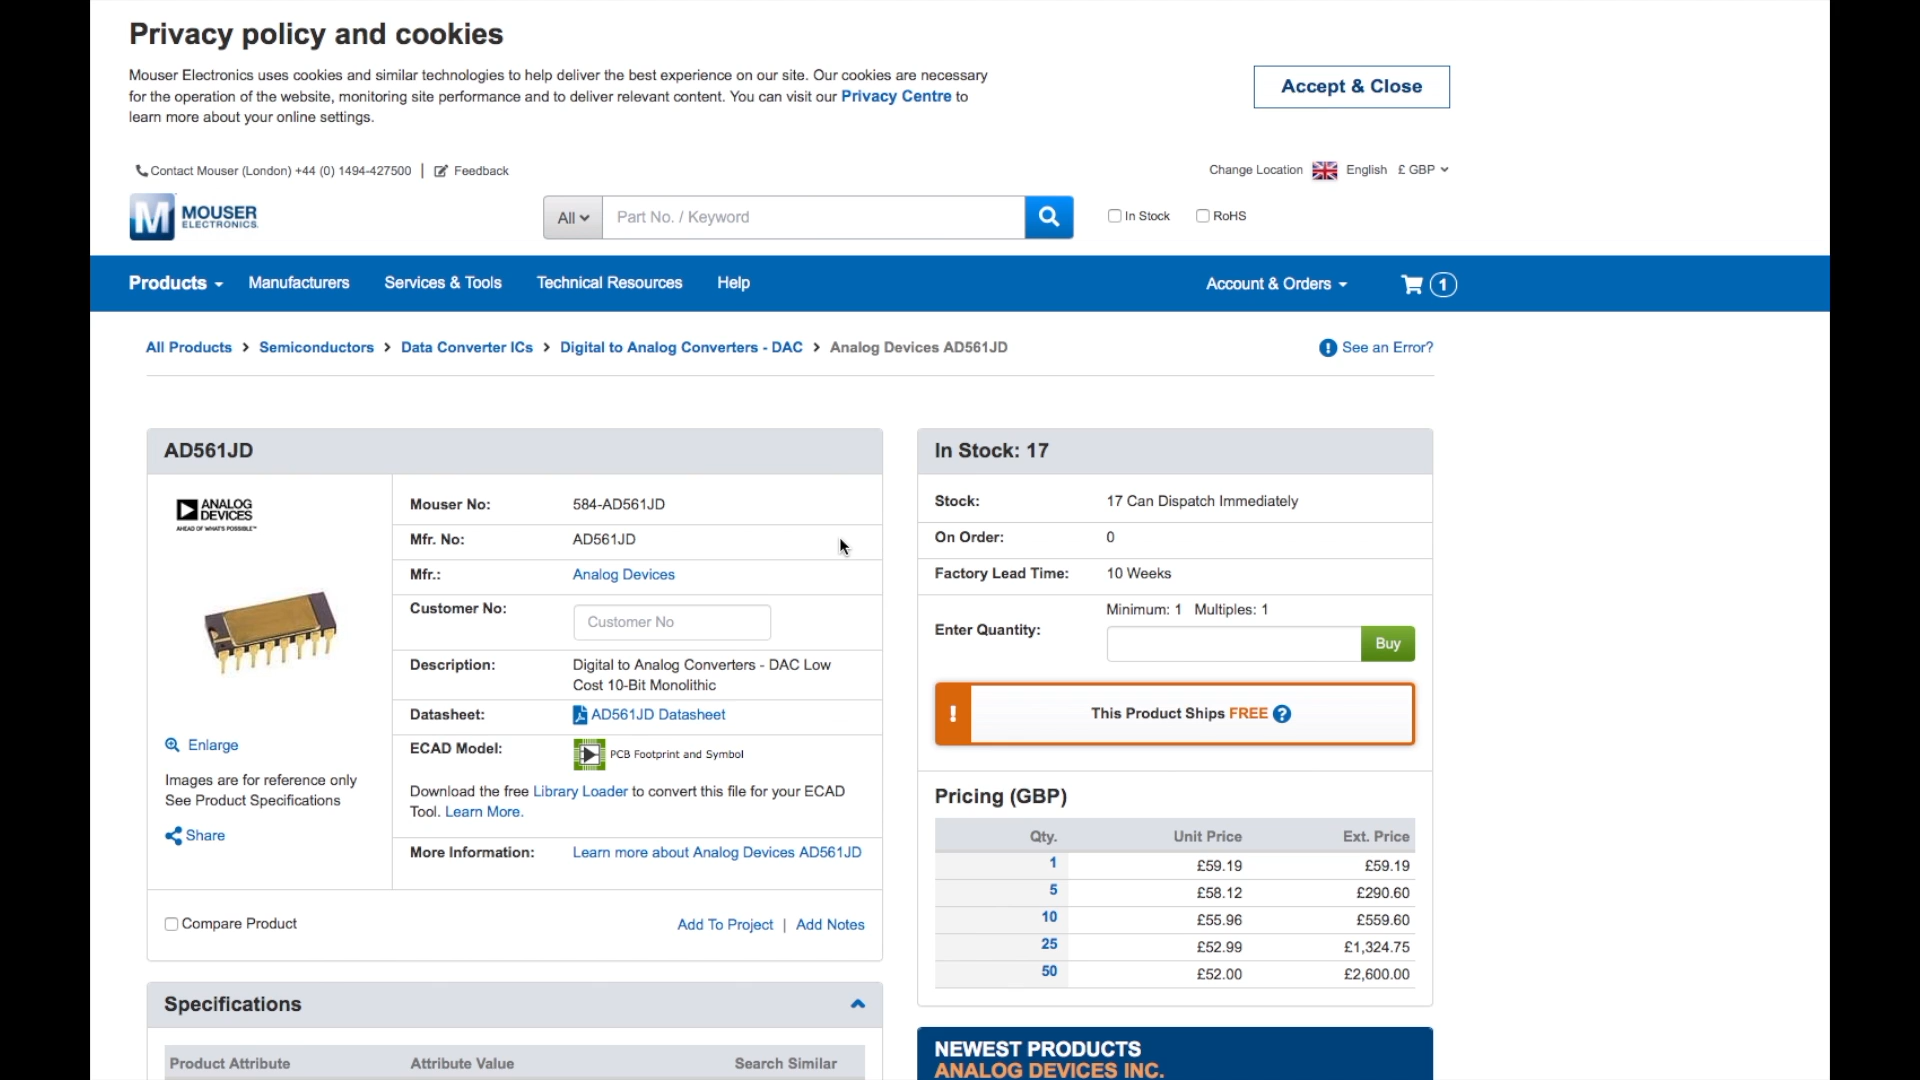 Privacy policy and cookies
Mouser Electronics uses cookies and similar technologies to help deliver the best experience on our site. Our cookies are necessary
for the operation of the website, monitoring site performance and to deliver relevant content. You can visit our Privacy Centre to
learn more about your online settings.
Accept & Close
Contact Mouser (London) +44 (0) 1494-427500 | Feedback
Change Location English £ GBP
MOUSER
ELECTRONICS
All Part No. / Keyword
In Stock RoHS
Products Manufacturers Services & Tools Technical Resources Help Account & Orders 1
All Products > Semiconductors > Data Converter ICs > Digital to Analog Converters - DAC > Analog Devices AD561JD
See an Error?
AD561JD
ANALOG
DEVICES
AHEAD OF WHAT'S POSSIBLE™
Enlarge
Images are for reference only
See Product Specifications
Share
Mouser No: 584-AD561JD
Mfr. No: AD561JD
Mfr.: Analog Devices
Customer No: Customer No
Description: Digital to Analog Converters - DAC Low
Cost 10-Bit Monolithic
Datasheet: AD561JD Datasheet
ECAD Model: PCB Footprint and Symbol
Download the free Library Loader to convert this file for your ECAD
Tool. Learn More.
More Information: Learn more about Analog Devices AD561JD
Compare Product
Add To Project | Add Notes
Specifications
Product Attribute Attribute Value Search Similar
In Stock: 17
Stock: 17 Can Dispatch Immediately
On Order: 0
Factory Lead Time: 10 Weeks
Minimum: 1 Multiples: 1
Enter Quantity:
Buy
! This Product Ships FREE ?
Pricing (GBP)
Qty. Unit Price Ext. Price
1 £59.19 £59.19
5 £58.12 £290.60
10 £55.96 £559.60
25 £52.99 £1,324.75
50 £52.00 £2,600.00
NEWEST PRODUCTS
ANALOG DEVICES INC.